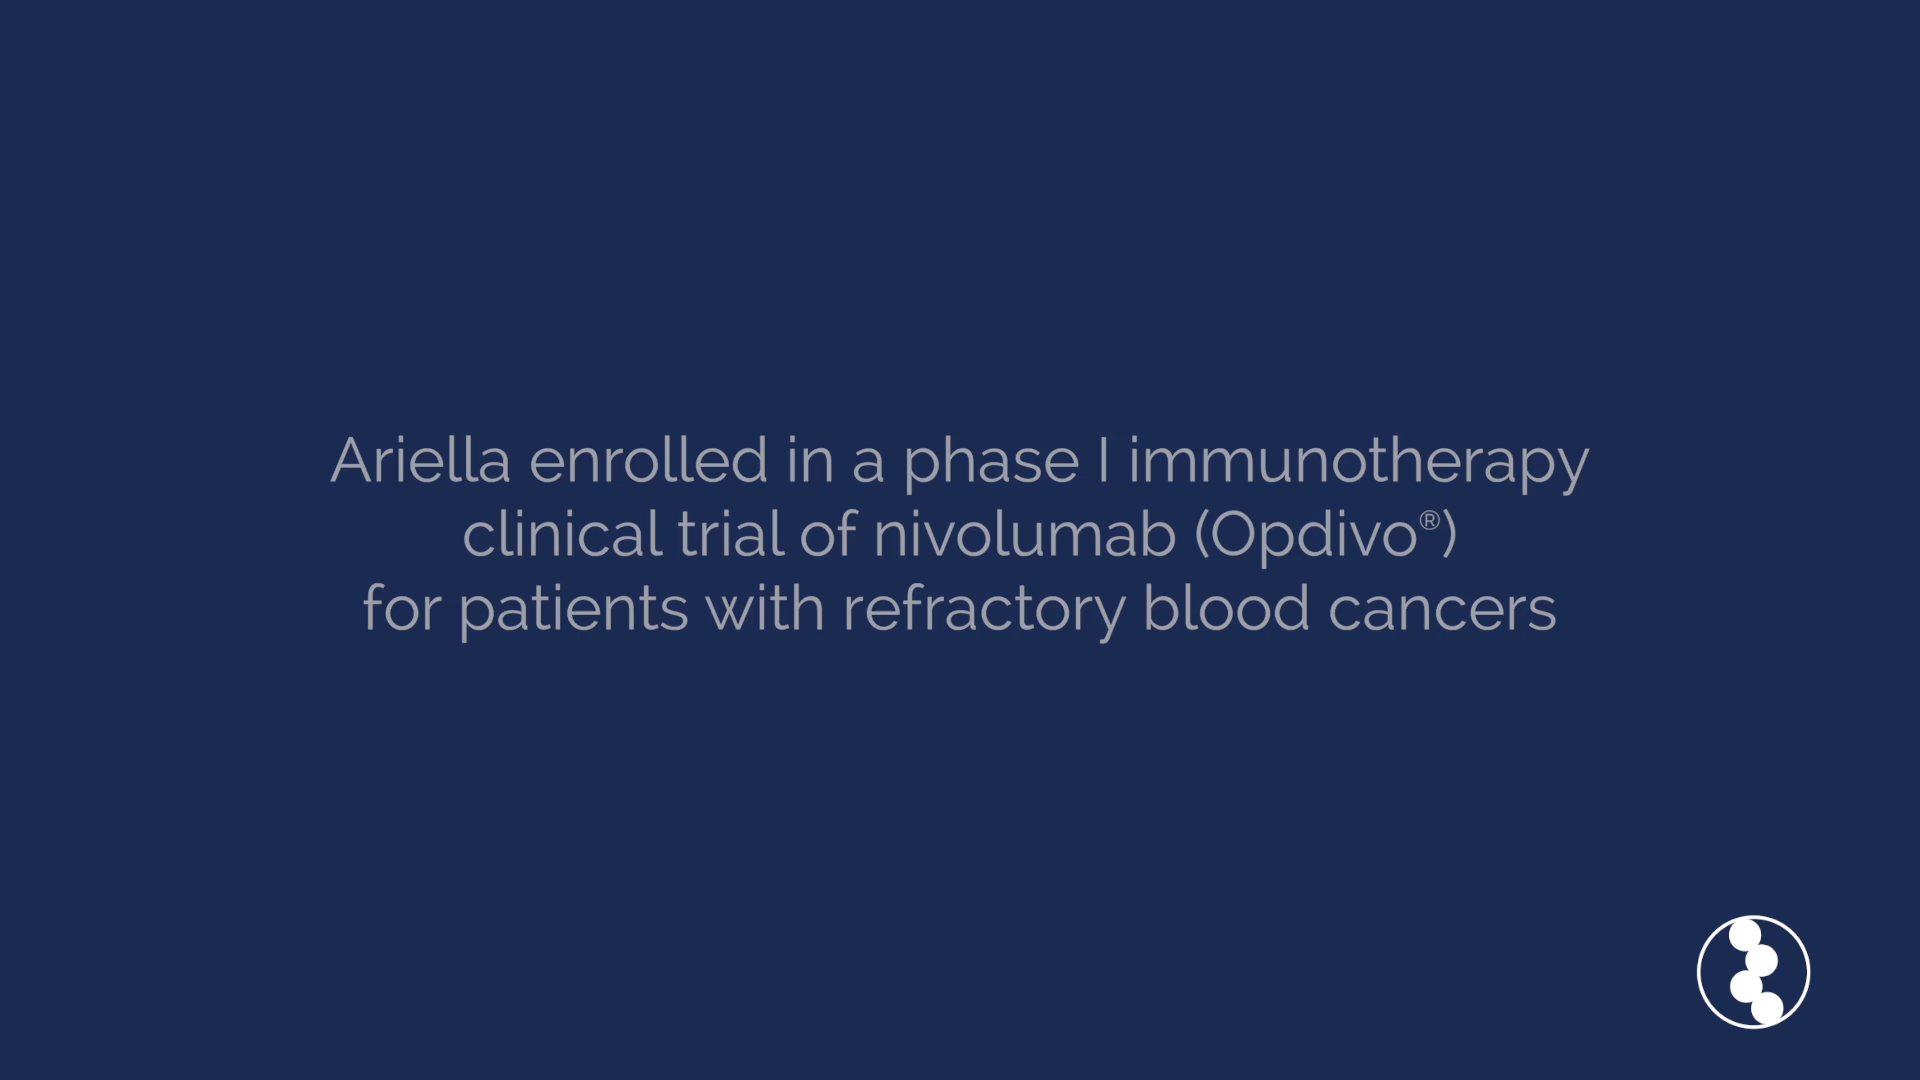 Ariella enrolled in a phase I immunotherapy
clinical trial of nivolumab (Opdivo®)
for patients with refractory blood cancers